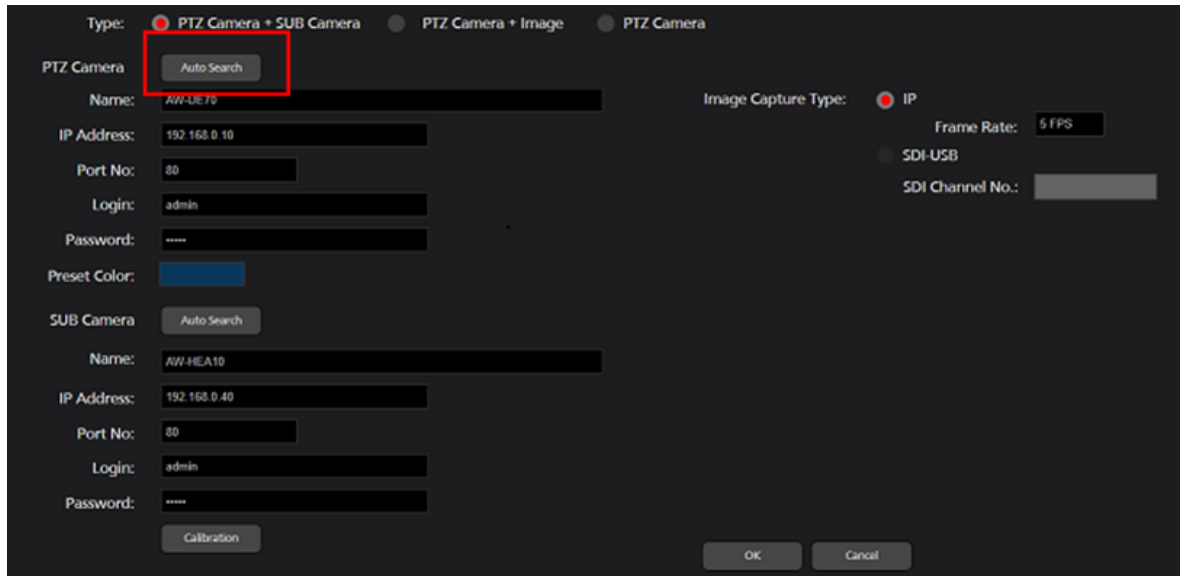 Type: PTZ Camera + SUB Camera PTZ Camera + Image PTZ Camera
PTZ Camera Auto Search
Name: AW-UE70
IP Address: 192.168.0.10
Port No: 80
Login: admin
Password: •••••
Preset Color:
Image Capture Type: IP
Frame Rate: 5 FPS
SDI-USB
SDI Channel No.:
SUB Camera Auto Search
Name: AW-HEA10
IP Address: 192.168.0.40
Port No: 80
Login: admin
Password: •••••
Calibration
OK Cancel